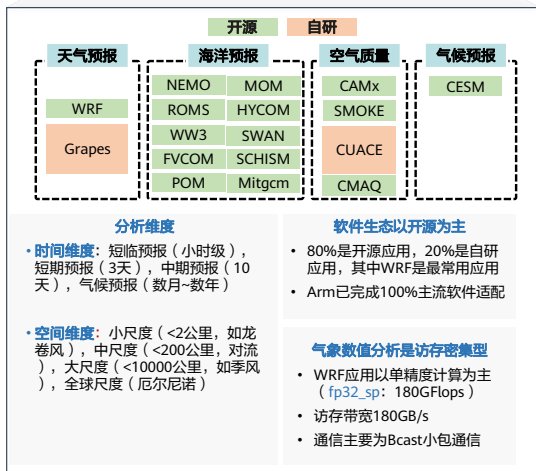 开源 自研
天气预报 海洋预报 空气质量 气候预报
WRF
Grapes
NEMO MOM
ROMS HYCOM
WW3 SWAN
FVCOM SCHISM
POM Mitgcm
CAMx
SMOKE
CUACE
CMAQ
CESM
分析维度
• 时间维度：短临预报（小时级），
短期预报（3天），中期预报（10
天），气候预报（数月~数年）
• 空间维度：小尺度（<2公里，如龙
卷风），中尺度（<200公里，对流
），大尺度（<10000公里，如季风
），全球尺度（厄尔尼诺）
软件生态以开源为主
• 80%是开源应用，20%是自研
应用，其中WRF是最常用应用
• Arm已完成100%主流软件适配
气象数值分析是访存密集型
• WRF应用以单精度计算为主
（fp32_sp：180GFlops）
• 访存带宽180GB/s
• 通信主要为Bcast小包通信